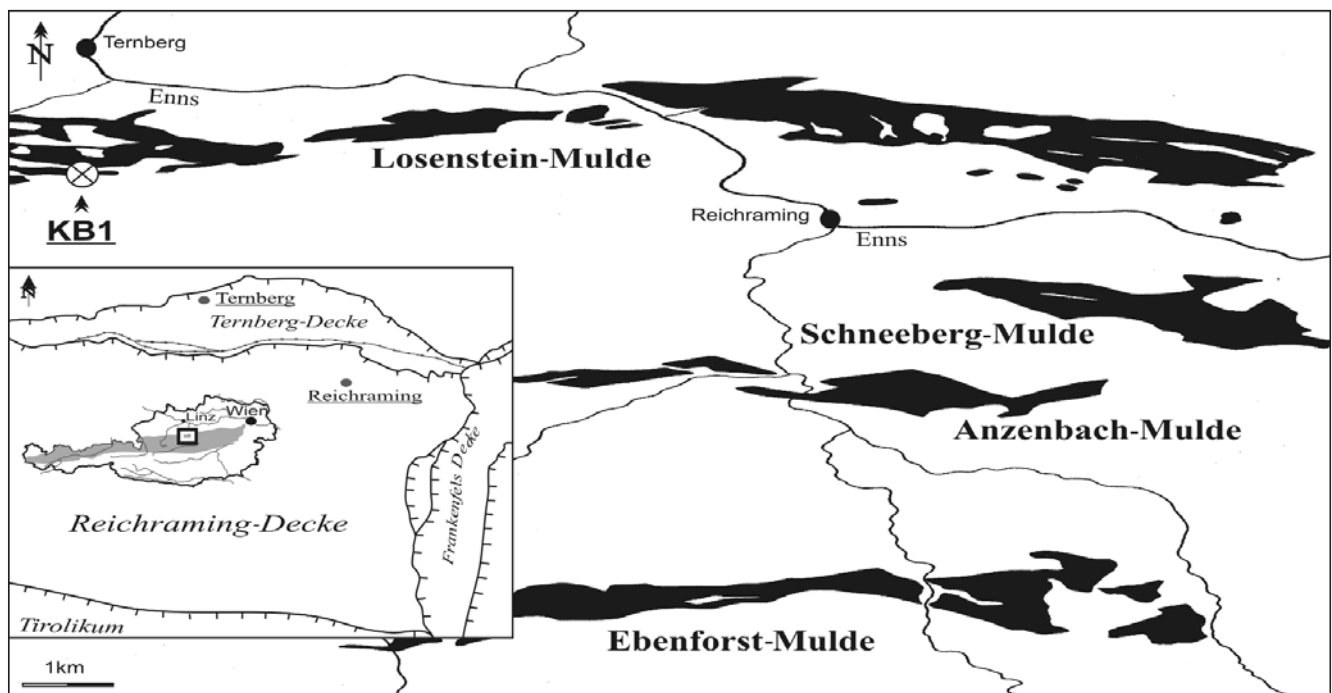 Ternberg
N
Enns
Losenstein-Mulde
KB1
Reichraming
Enns
Schneeberg-Mulde
Anzenbach-Mulde
Ebenforst-Mulde
N
Ternberg
Ternberg-Decke
Reichraming
Linz
Wien
Frankenfels Decke
Reichraming-Decke
Tirolikum
1km